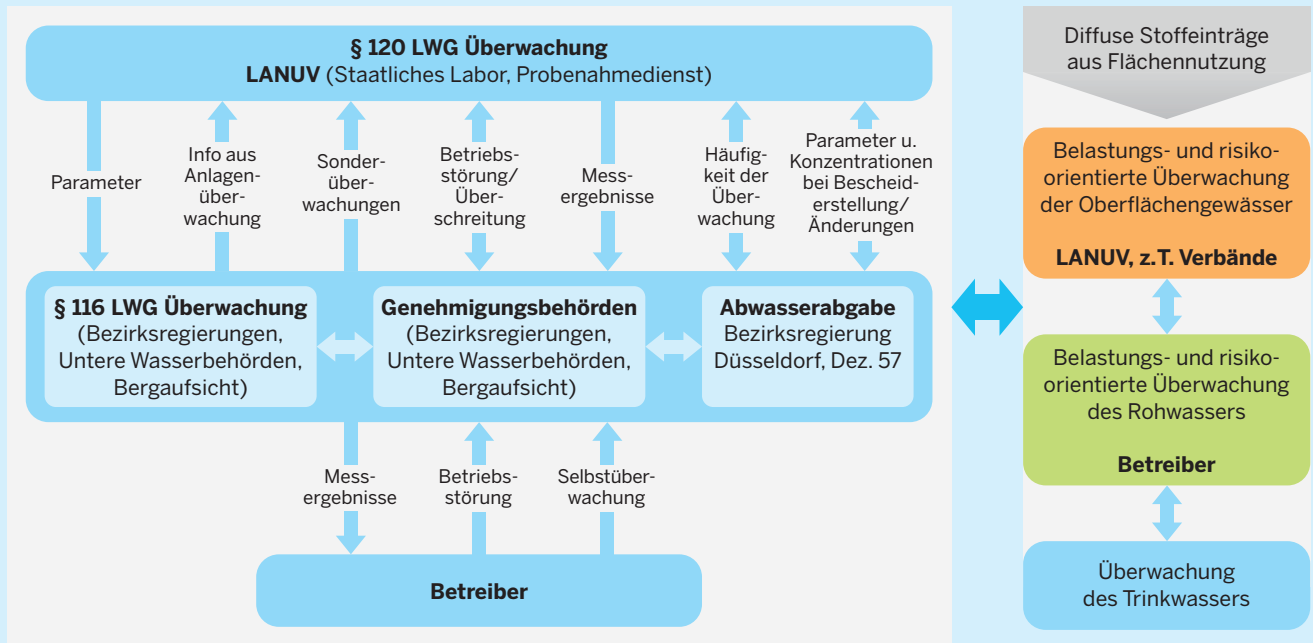 § 120 LWG Überwachung
LANUV (Staatliches Labor, Probenahmedienst)
Parameter
Info aus
Anlagen-
über-
wachung
Sonder-
über-
wachungen
Betriebs-
störung/
Über-
schreitung
Mess-
ergebnisse
Häufig-
keit der
Über-
wachung
Parameter u.
Konzentrationen
bei Bescheid-
erstellung/
Änderungen
§ 116 LWG Überwachung
(Bezirksregierungen,
Untere Wasserbehörden,
Bergaufsicht)
Genehmigungsbehörden
(Bezirksregierungen,
Untere Wasserbehörden,
Bergaufsicht)
Abwasserabgabe
Bezirksregierung
Düsseldorf, Dez. 57
Mess-
ergebnisse
Betriebs-
störung
Selbstüber-
wachung
Betreiber
Diffuse Stoffeinträge
aus Flächennutzung
Belastungs- und risiko-
orientierte Überwachung
der Oberflächengewässer
LANUV, z.T. Verbände
Belastungs- und risiko-
orientierte Überwachung
des Rohwassers
Betreiber
Überwachung
des Trinkwassers